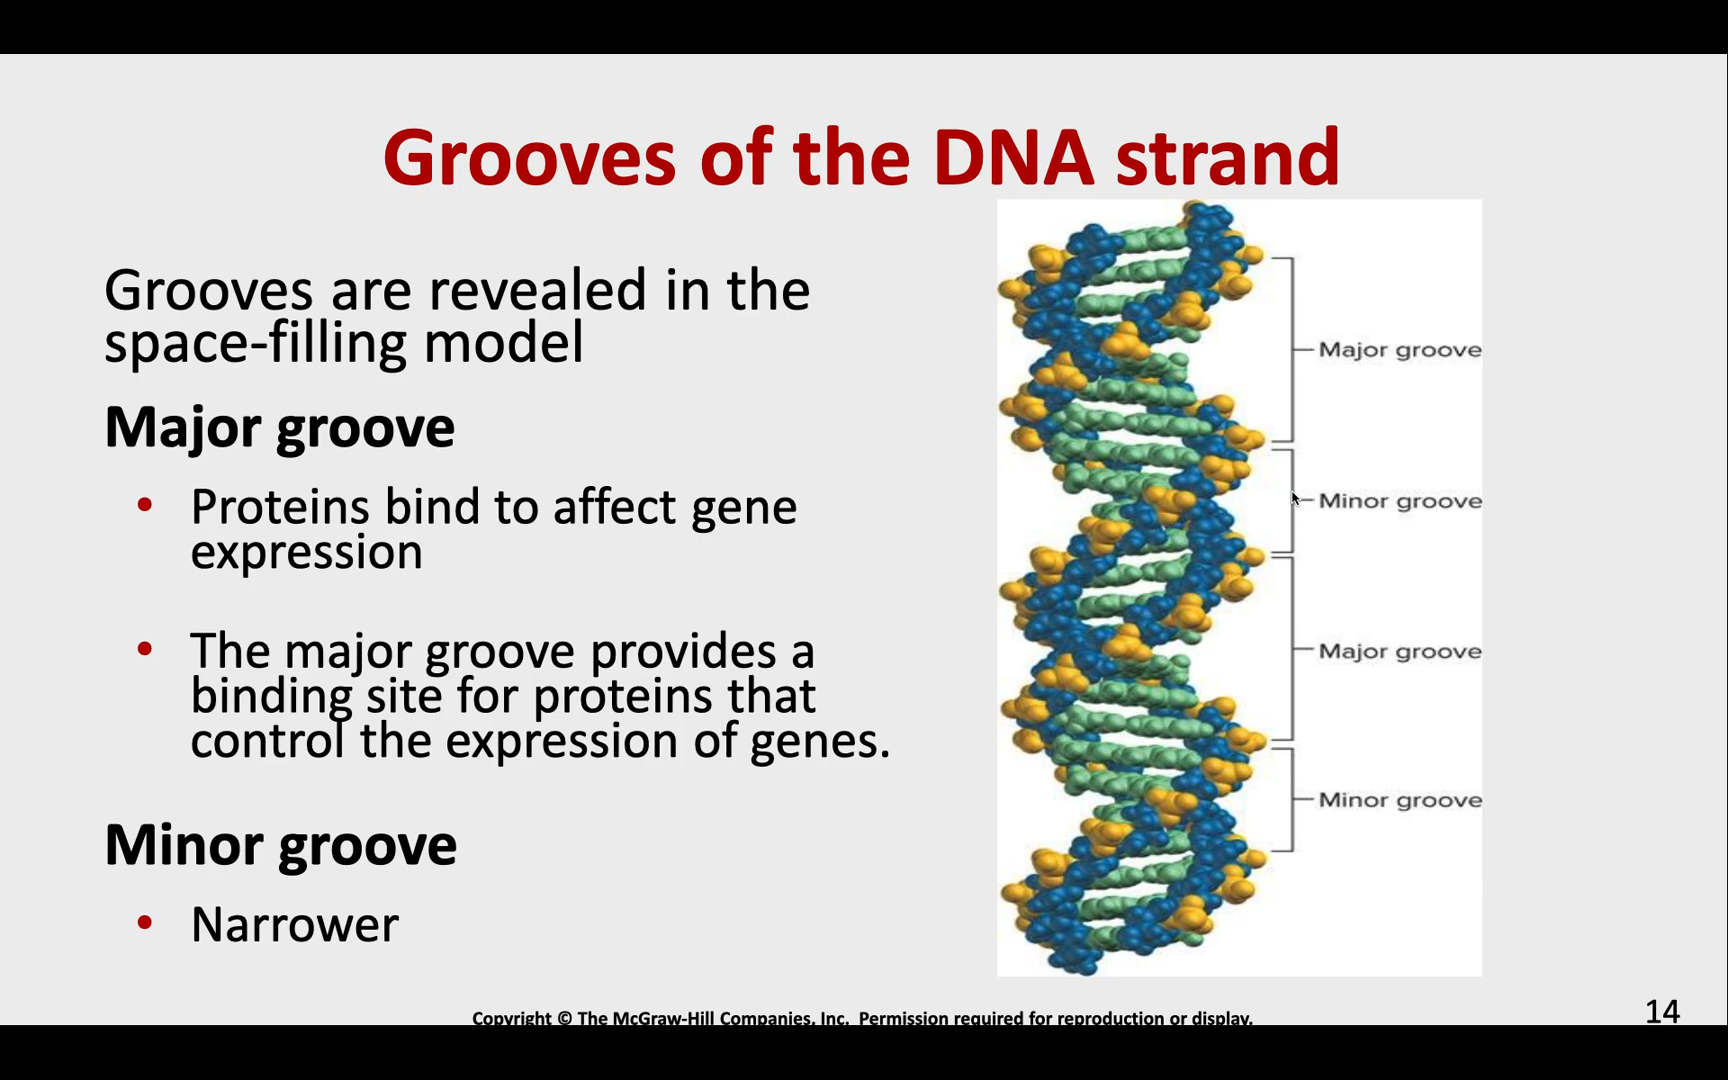 Grooves of the DNA strand
Grooves are revealed in the
space-filling model
Major groove
• Proteins bind to affect gene
expression
• The major groove provides a
binding site for proteins that
control the expression of genes.
Minor groove
• Narrower
Major groove
Minor groove
Major groove
Minor groove
Copyright © The McGraw-Hill Companies, Inc. Permission required for reproduction or display.
14